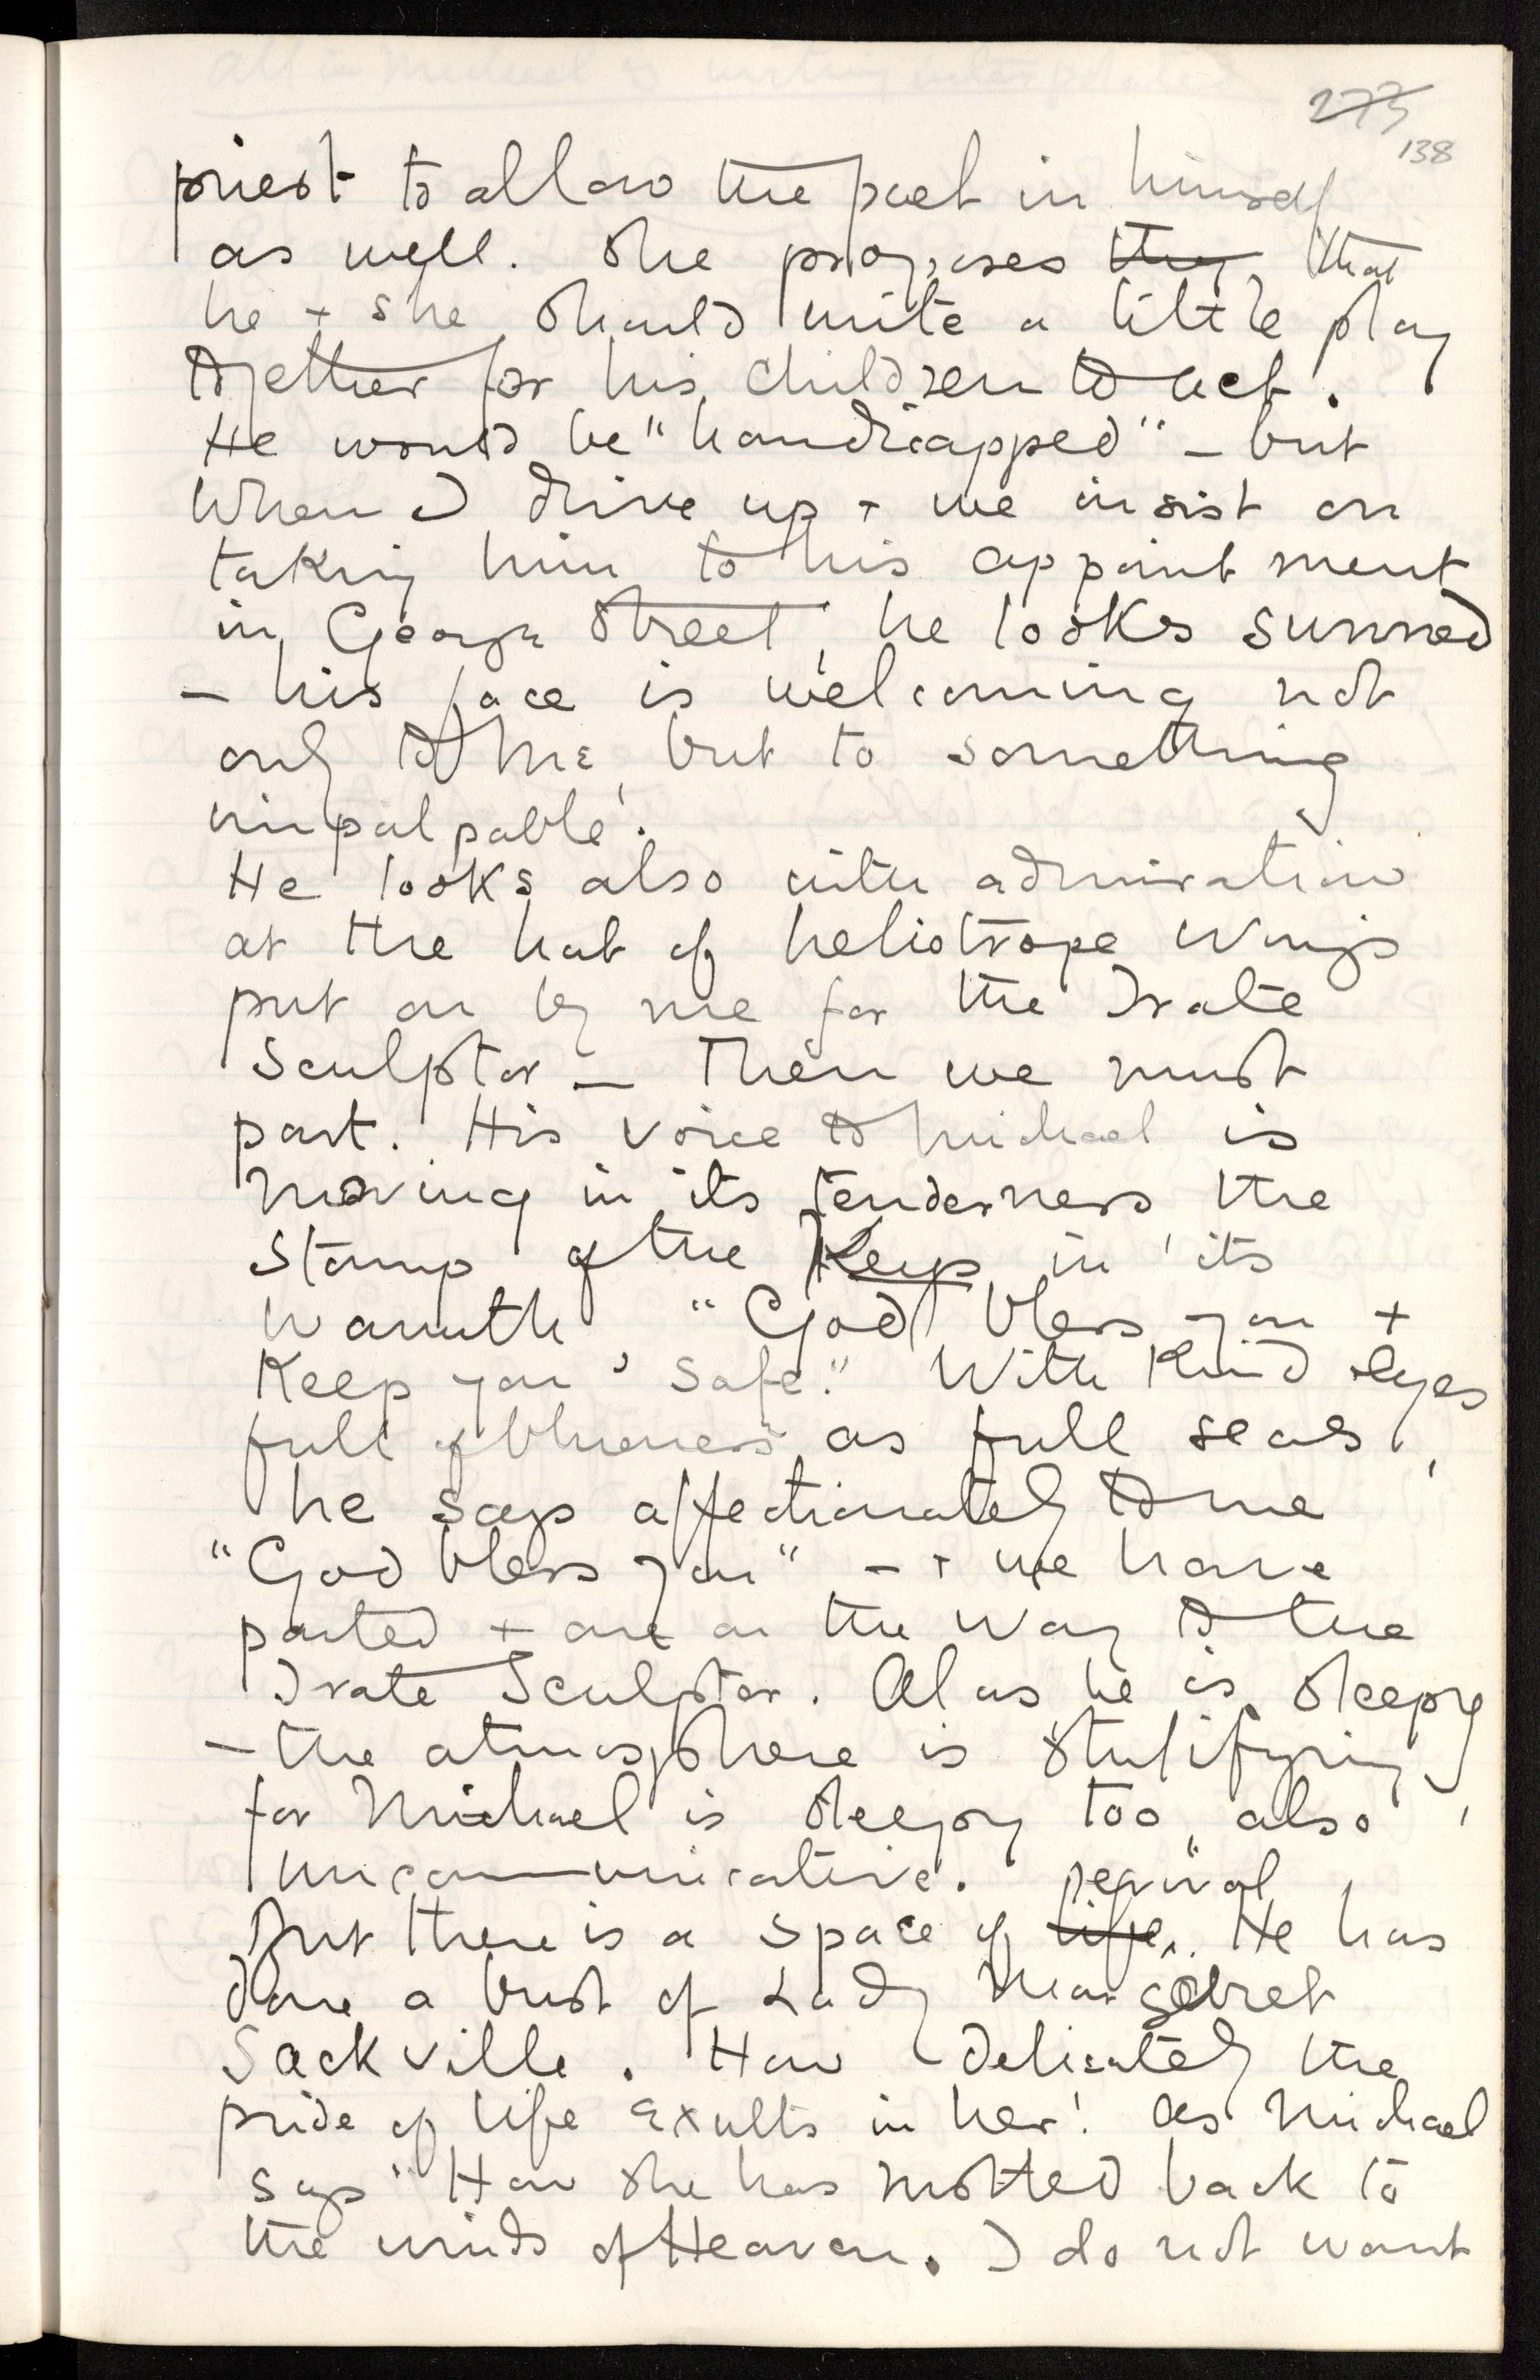 273
138
priest to allow the poet in himself
as well. She proposes they that
he + she should write a little play
together for his children to act.
He would be "handicapped" - but
When I drive up + we insist on
taking him to his appointment
in George Street, he looks sunned
- his face is welcoming not
only to me, but to something
impalpable.
He looks also with admiration
at the hat of heliotrope wings
put on by me for the Irate
Sculptor - Then we must
part. His voice to Michael is
moving in its tenderness the
stamp of the Keep in its
warmth "God bless you +
Keep you safe." With Kind eyes
full of blueness as full seas,
he says affectionately to me
"God bless you" - + we have
parted + are on the way to the
Irate Sculptor. Alas he is sleepy
- the atmosphere is stulifying
for Michael is sleepy too, also
uncommunicative. revival
But there is a space of life. He has
done a bust of Lady Margaret
Sackville. How delicately the
pride of life exults in her! As Michael
says "How she has motted back to
the winds of Heaven. I do not want